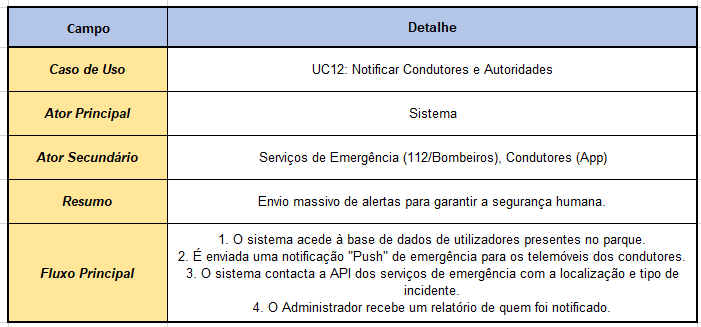 Campo Detalhe
Caso de Uso UC12: Notificar Condutores e Autoridades
Ator Principal Sistema
Ator Secundário Serviços de Emergência (112/Bombeiros), Condutores (App)
Resumo Envio massivo de alertas para garantir a segurança humana.
Fluxo Principal
1. O sistema acede à base de dados de utilizadores presentes no parque.
2. É enviada uma notificação "Push" de emergência para os telemóveis dos condutores.
3. O sistema contacta a API dos serviços de emergência com a localização e tipo de
incidente.
4. O Administrador recebe um relatório de quem foi notificado.